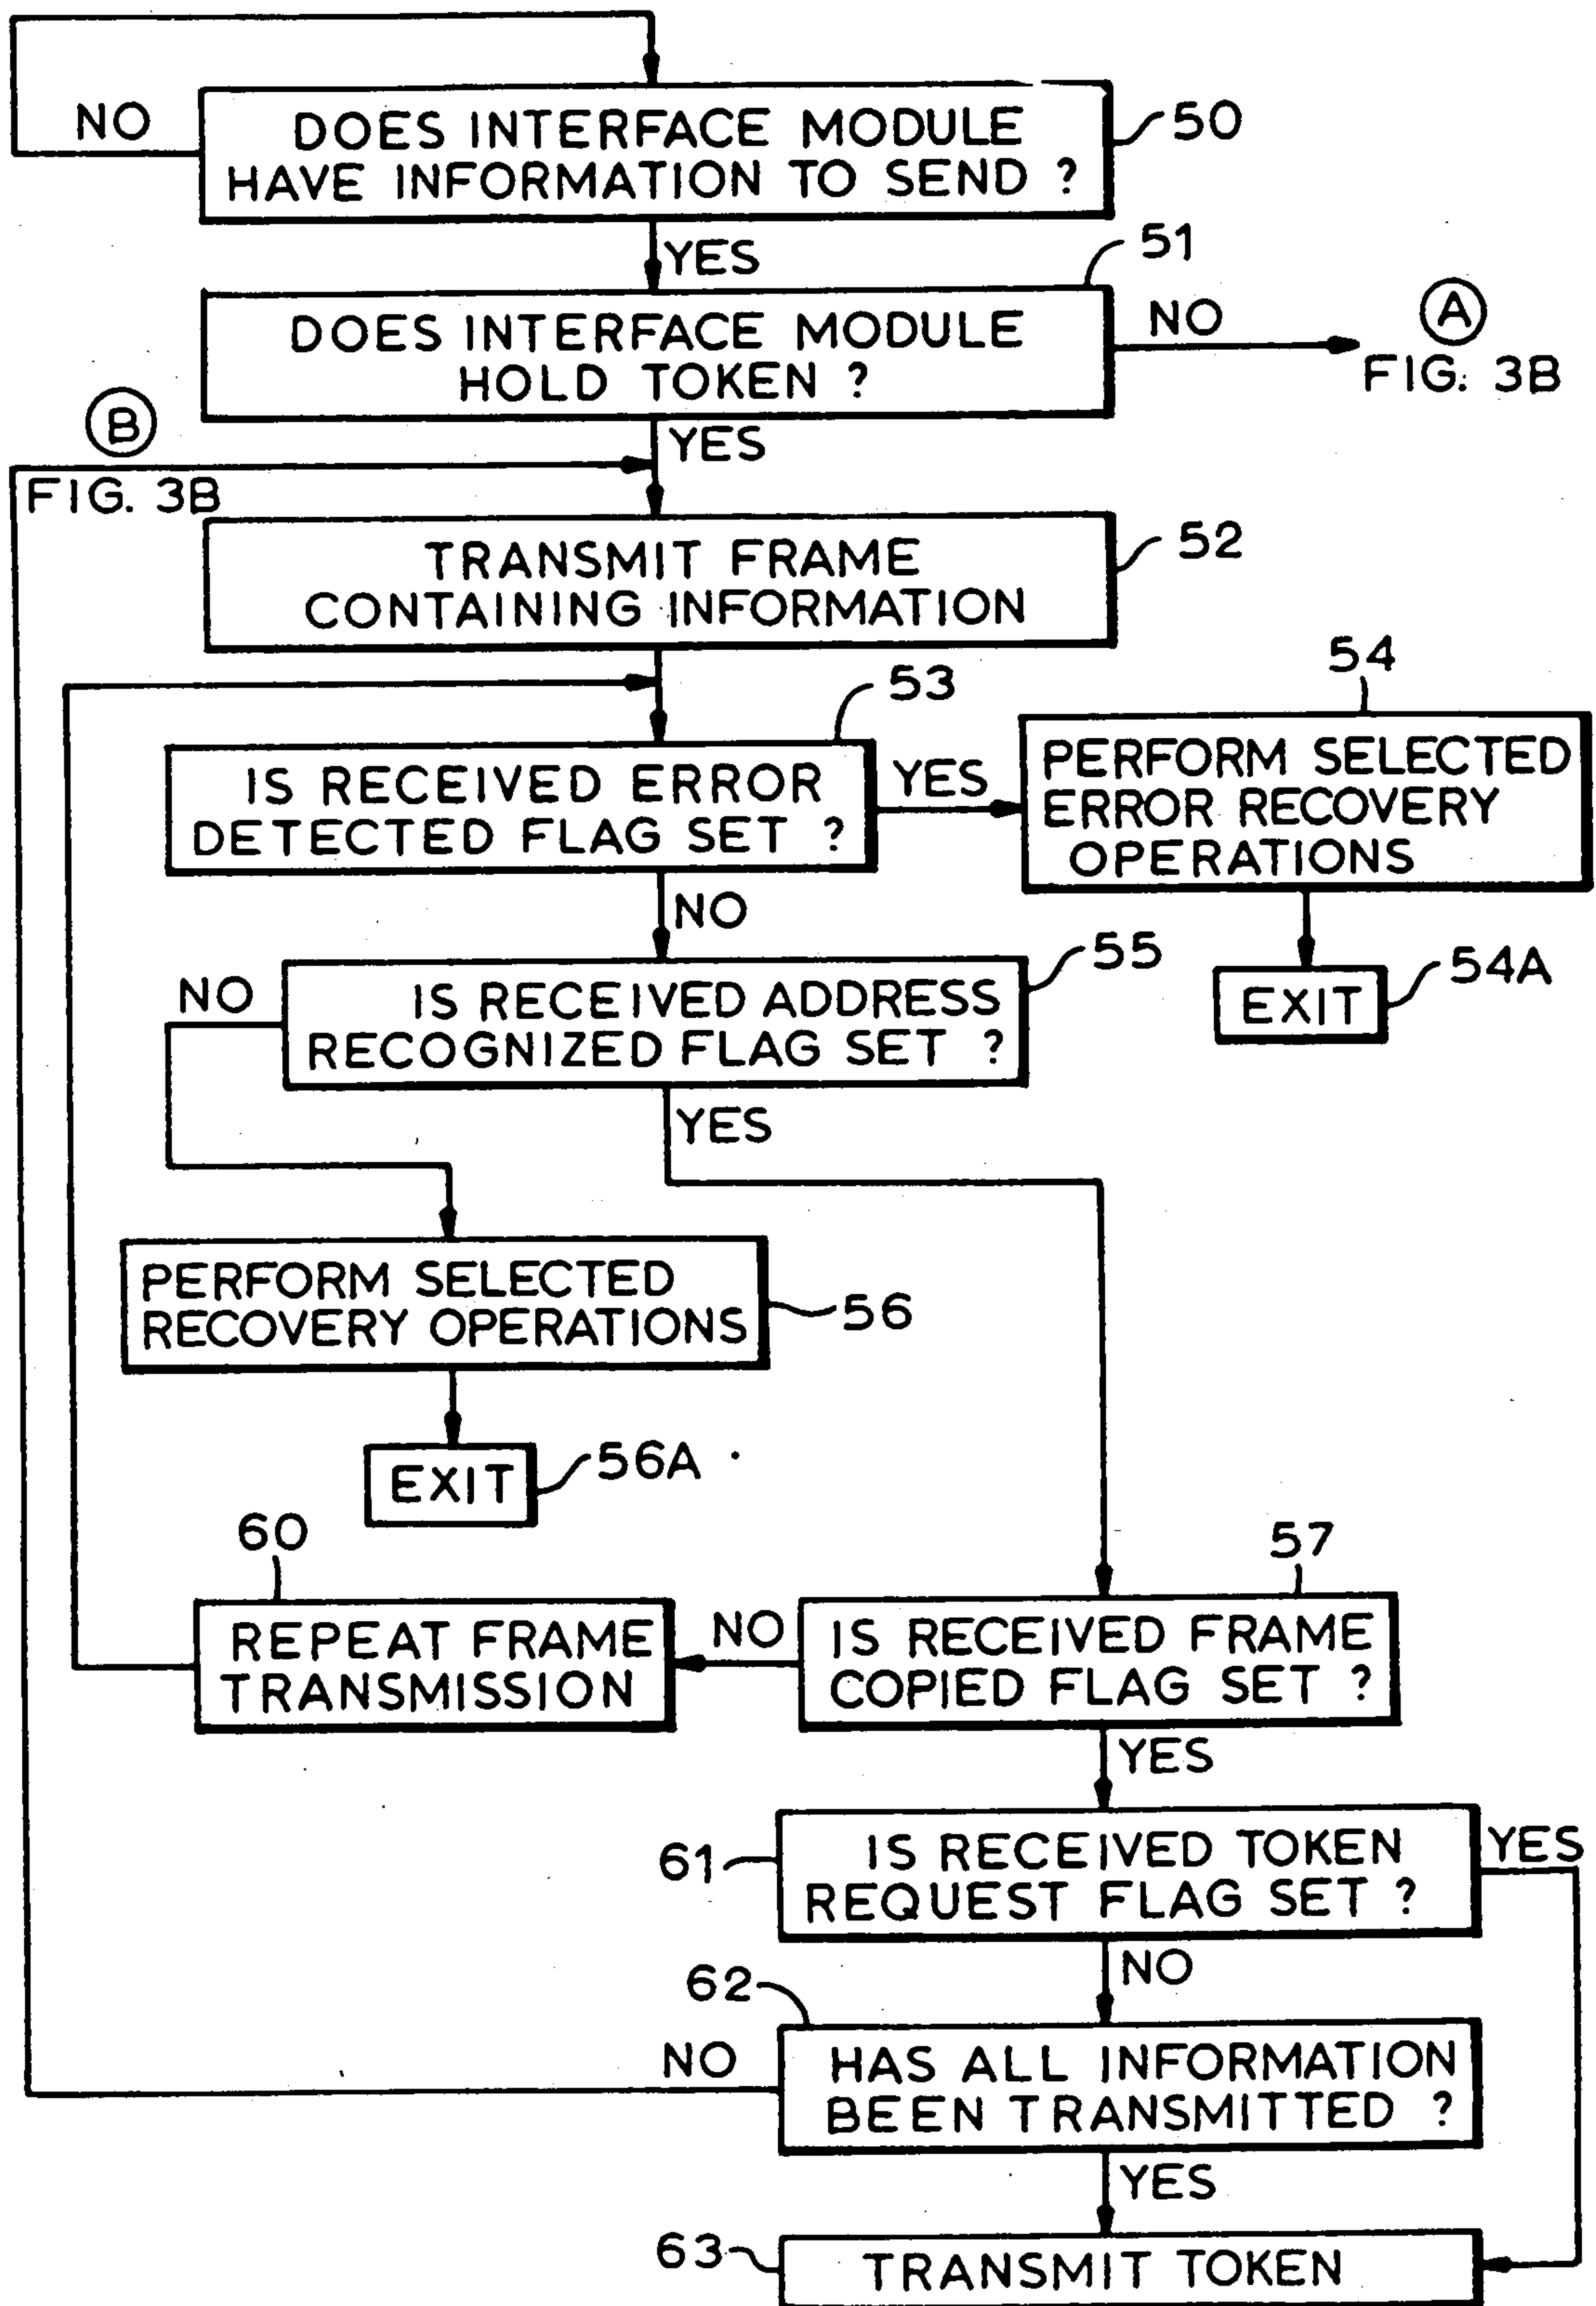 NO
DOES INTERFACE MODULE
HAVE INFORMATION TO SEND ?
50
YES
51
DOES INTERFACE MODULE
HOLD TOKEN ?
NO
A
FIG. 3B
B
FIG. 3B
YES
TRANSMIT FRAME
CONTAINING INFORMATION
52
53
IS RECEIVED ERROR
DETECTED FLAG SET ?
YES
54
PERFORM SELECTED
ERROR RECOVERY
OPERATIONS
NO
EXIT
54A
NO
IS RECEIVED ADDRESS
RECOGNIZED FLAG SET ?
55
YES
PERFORM SELECTED
RECOVERY OPERATIONS
56
EXIT
56A
60
REPEAT FRAME
TRANSMISSION
NO
57
IS RECEIVED FRAME
COPIED FLAG SET ?
YES
61
IS RECEIVED TOKEN
REQUEST FLAG SET ?
YES
NO
62
NO
HAS ALL INFORMATION
BEEN TRANSMITTED ?
YES
63
TRANSMIT TOKEN